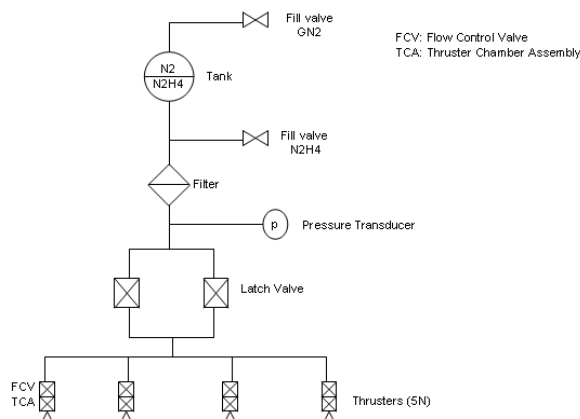 Fill valve
GN2
FCV: Flow Control Valve
TCA: Thruster Chamber Assembly
N2
N2H4
Tank
Fill valve
N2H4
Filter
p
Pressure Transducer
Latch Valve
FCV
TCA
Thrusters (5N)